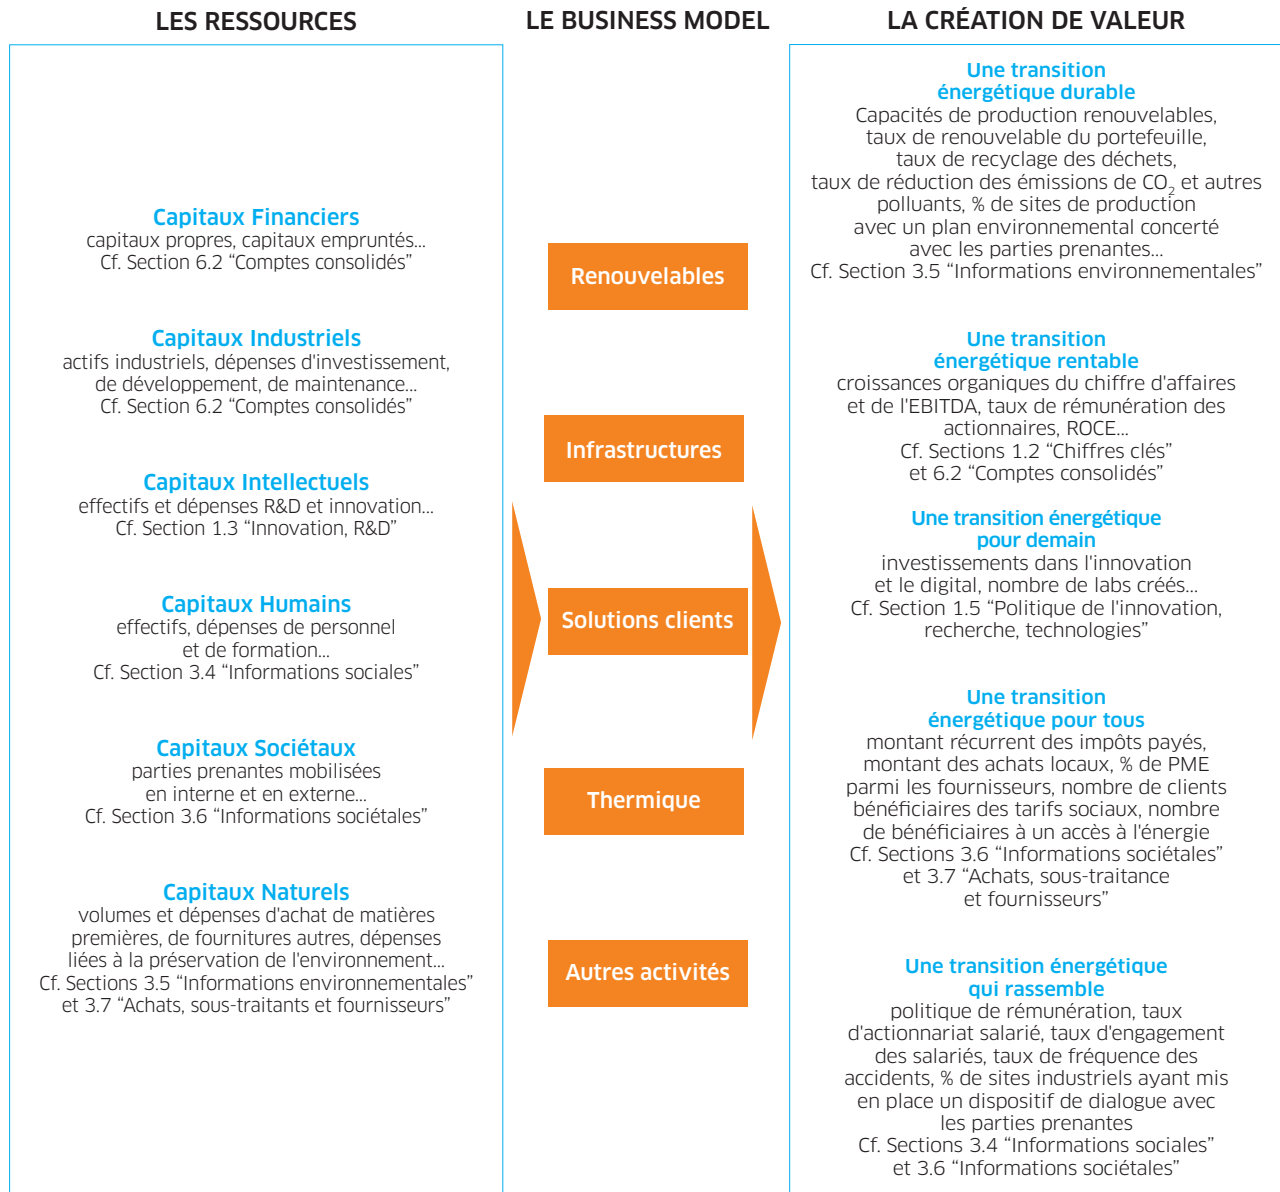 LES RESSOURCES
Capitaux Financiers
capitaux propres, capitaux empruntés...
Cf. Section 6.2 “Comptes consolidés”
Capitaux Industriels
actifs industriels, dépenses d'investissement,
de développement, de maintenance...
Cf. Section 6.2 “Comptes consolidés”
Capitaux Intellectuels
effectifs et dépenses R&D et innovation...
Cf. Section 1.3 “Innovation, R&D”
Capitaux Humains
effectifs, dépenses de personnel
et de formation...
Cf. Section 3.4 “Informations sociales”
Capitaux Sociétaux
parties prenantes mobilisées
en interne et en externe...
Cf. Section 3.6 “Informations sociétales”
Capitaux Naturels
volumes et dépenses d'achat de matières
premières, de fournitures autres, dépenses
liées à la préservation de l'environnement...
Cf. Sections 3.5 “Informations environnementales”
et 3.7 “Achats, sous-traitants et fournisseurs”
LE BUSINESS MODEL
Renouvelables
Infrastructures
Solutions clients
Thermique
Autres activités
LA CRÉATION DE VALEUR
Une transition
énergétique durable
Capacités de production renouvelables,
taux de renouvelable du portefeuille,
taux de recyclage des déchets,
taux de réduction des émissions de CO₂ et autres
polluants, % de sites de production
avec un plan environnemental concerté
avec les parties prenantes...
Cf. Section 3.5 “Informations environnementales”
Une transition
énergétique rentable
croissances organiques du chiffre d'affaires
et de l'EBITDA, taux de rémunération des
actionnaires, ROCE...
Cf. Sections 1.2 “Chiffres clés”
et 6.2 “Comptes consolidés”
Une transition énergétique
pour demain
investissements dans l'innovation
et le digital, nombre de labs créés...
Cf. Section 1.5 “Politique de l'innovation,
recherche, technologies”
Une transition
énergétique pour tous
montant récurrent des impôts payés,
montant des achats locaux, % de PME
parmi les fournisseurs, nombre de clients
bénéficiaires des tarifs sociaux, nombre
de bénéficiaires à un accès à l'énergie
Cf. Sections 3.6 “Informations sociétales”
et 3.7 “Achats, sous-traitance
et fournisseurs”
Une transition énergétique
qui rassemble
politique de rémunération, taux
d'actionnariat salarié, taux d'engagement
des salariés, taux de fréquence des
accidents, % de sites industriels ayant mis
en place un dispositif de dialogue avec
les parties prenantes
Cf. Sections 3.4 “Informations sociales”
et 3.6 “Informations sociétales”